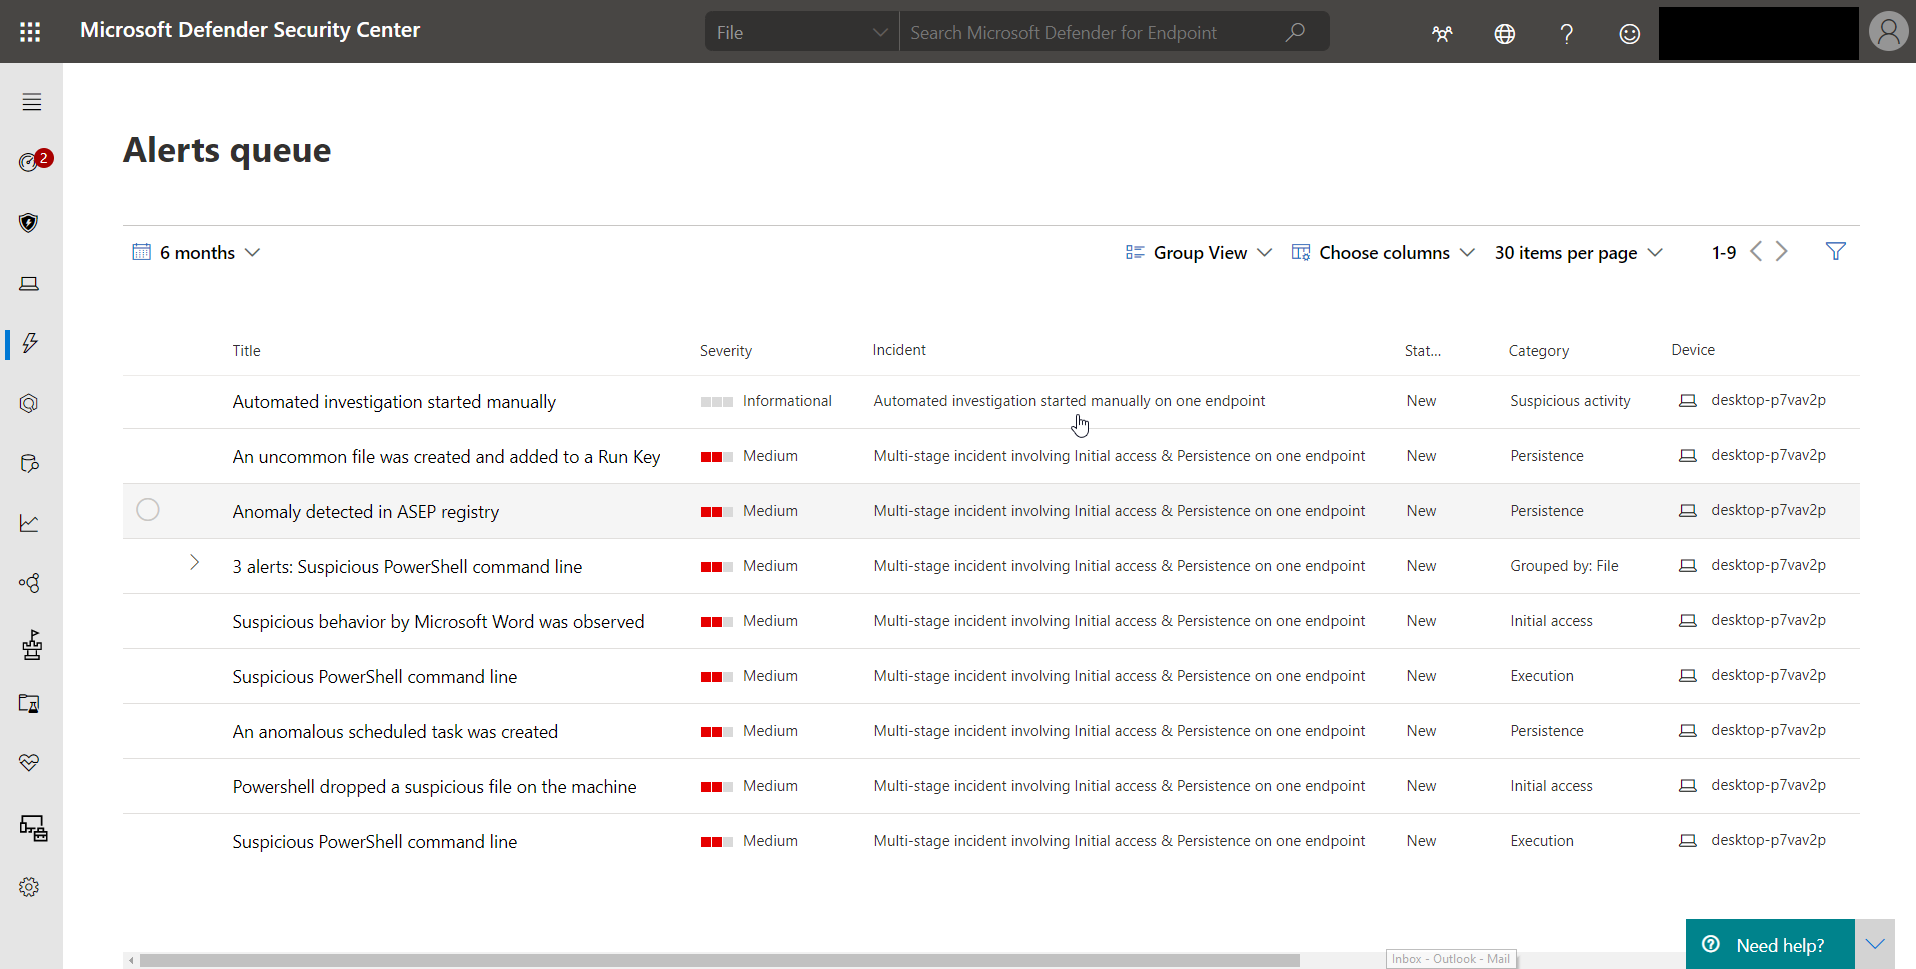 Microsoft Defender Security Center File Search Microsoft Defender for Endpoint ?
2
Alerts queue
6 months Group View Choose columns 30 items per page 1-9
Title Severity Incident Stat... Category Device
Automated investigation started manually Informational Automated investigation started manually on one endpoint New Suspicious activity desktop-p7vav2p
An uncommon file was created and added to a Run Key Medium Multi-stage incident involving Initial access & Persistence on one endpoint New Persistence desktop-p7vav2p
Anomaly detected in ASEP registry Medium Multi-stage incident involving Initial access & Persistence on one endpoint New Persistence desktop-p7vav2p
3 alerts: Suspicious PowerShell command line Medium Multi-stage incident involving Initial access & Persistence on one endpoint New Grouped by: File desktop-p7vav2p
Suspicious behavior by Microsoft Word was observed Medium Multi-stage incident involving Initial access & Persistence on one endpoint New Initial access desktop-p7vav2p
Suspicious PowerShell command line Medium Multi-stage incident involving Initial access & Persistence on one endpoint New Execution desktop-p7vav2p
An anomalous scheduled task was created Medium Multi-stage incident involving Initial access & Persistence on one endpoint New Persistence desktop-p7vav2p
Powershell dropped a suspicious file on the machine Medium Multi-stage incident involving Initial access & Persistence on one endpoint New Initial access desktop-p7vav2p
Suspicious PowerShell command line Medium Multi-stage incident involving Initial access & Persistence on one endpoint New Execution desktop-p7vav2p
Need help?
Inbox - Outlook - Mail